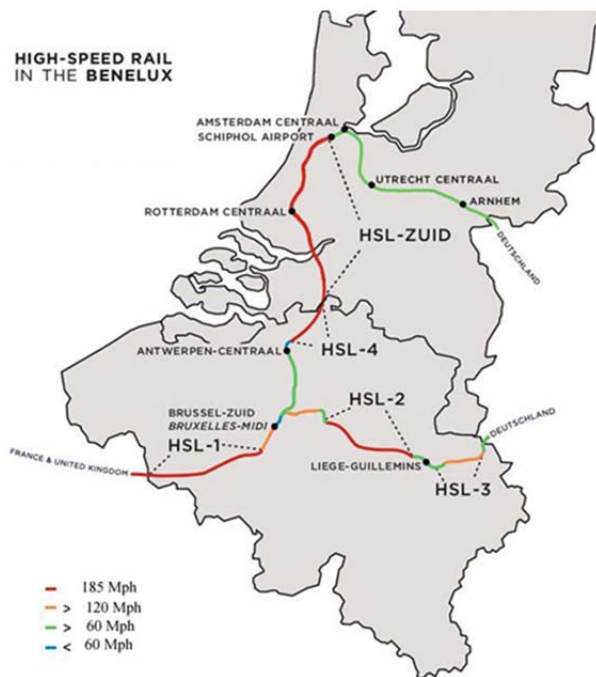 HIGH-SPEED RAIL
IN THE BENELUX
AMSTERDAM CENTRAAL
SCHIPHOL AIRPORT
UTRECHT CENTRAAL
ARNHEM
ROTTERDAM CENTRAAL
HSL-ZUID
DEUTSCHLAND
HSL-4
ANTWERPEN-CENTRAAL
HSL-2
BRUSSEL-ZUID
BRUXELLES-MIDI
DEUTSCHLAND
HSL-1
FRANCE & UNITED KINGDOM
LIEGE-GUILLEMINS
HSL-3
185 Mph
> 120 Mph
> 60 Mph
< 60 Mph